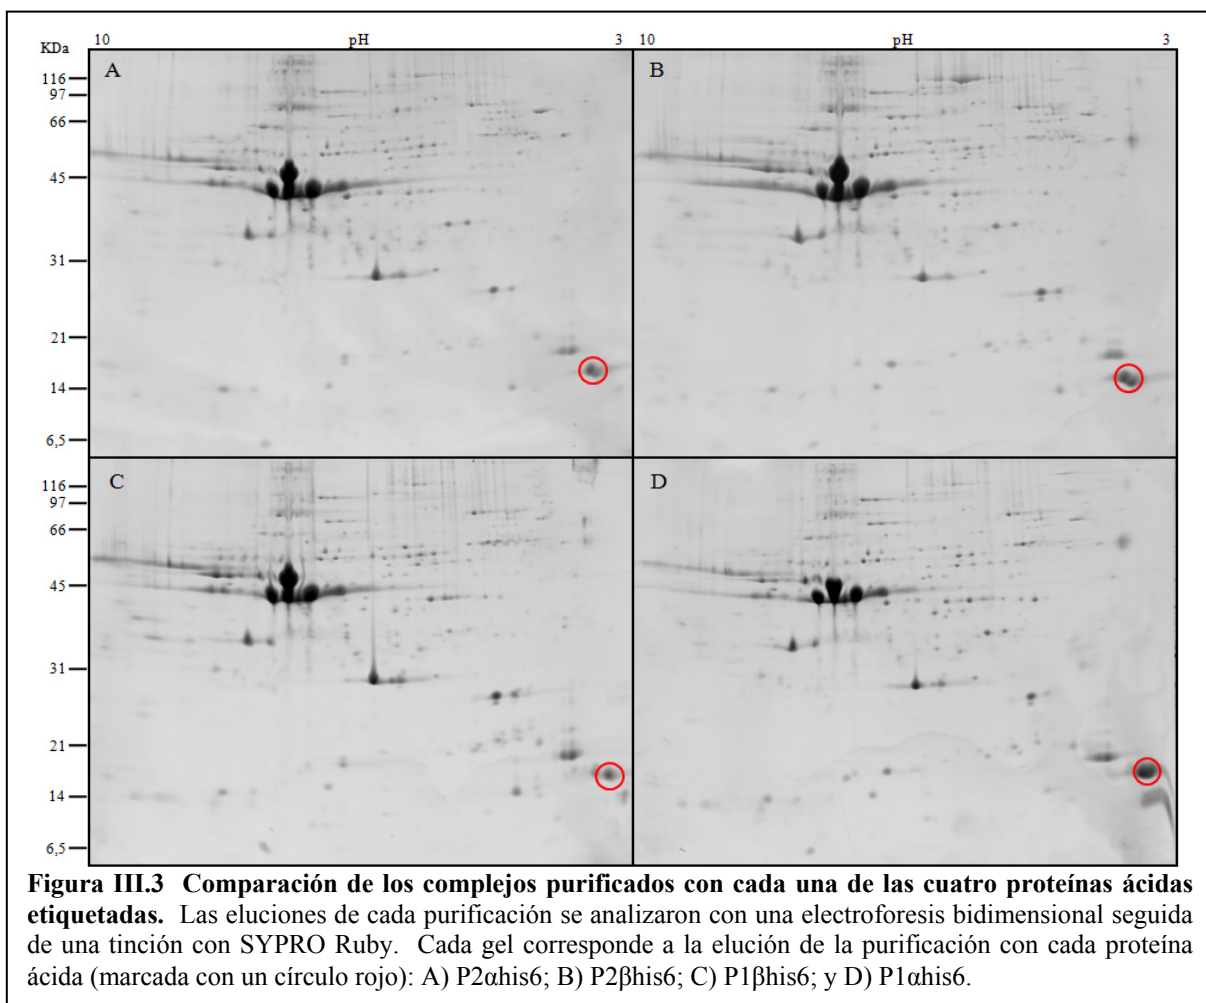 10 pH 3 10 pH 3
KDa
A B
116
97
66
45
31
21
14
6,5
C D
116
97
66
45
31
21
14
6,5
Figura III.3 Comparación de los complejos purificados con cada una de las cuatro proteínas ácidas
etiquetadas. Las eluciones de cada purificación se analizaron con una electroforesis bidimensional seguida
de una tinción con SYPRO Ruby. Cada gel corresponde a la elución de la purificación con cada proteína
ácida (marcada con un círculo rojo): A) P2αhis6; B) P2βhis6; C) P1βhis6; y D) P1αhis6.